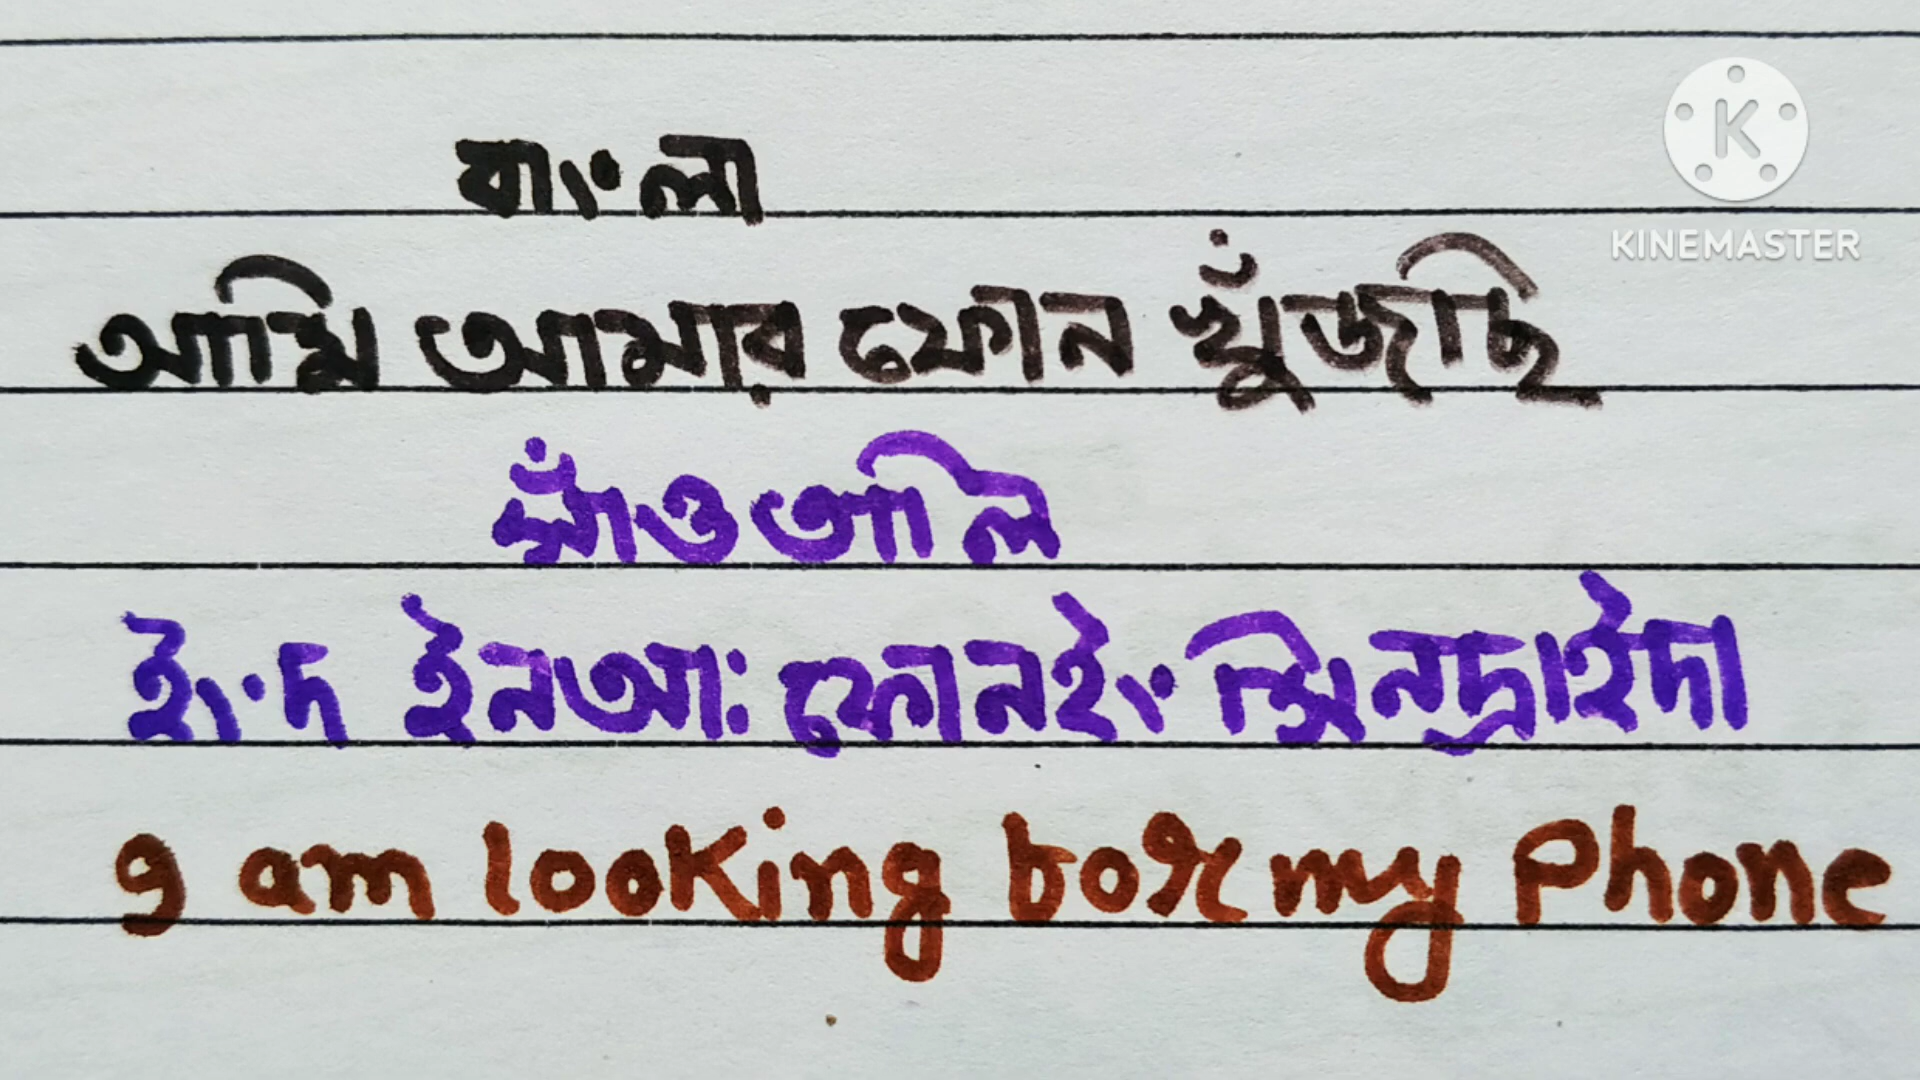 বাংলা
আমি আমার ফোন খুঁজছি
সাঁওতালি
ইংদ ইনআঃ ফোনইং সিনদ্রাইদা
I am looking for my Phone
K
KINEMASTER